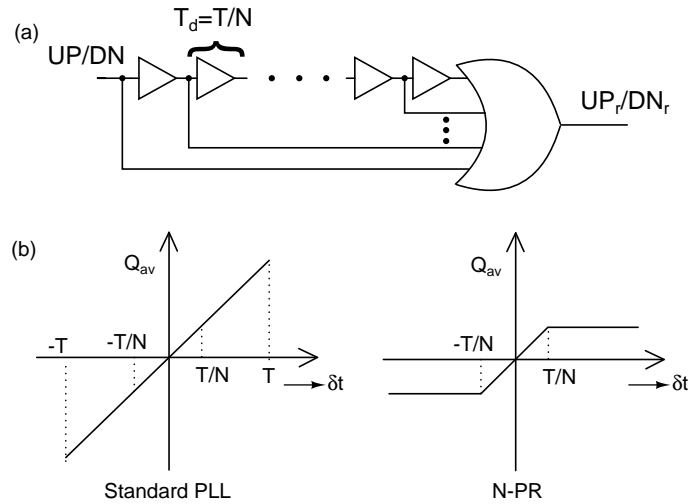 (a)
T_d=T/N
UP/DN
UP_r/DN_r
(b)
Q_av
-T
-T/N
T/N
T
δt
Standard PLL
Q_av
-T/N
T/N
δt
N-PR